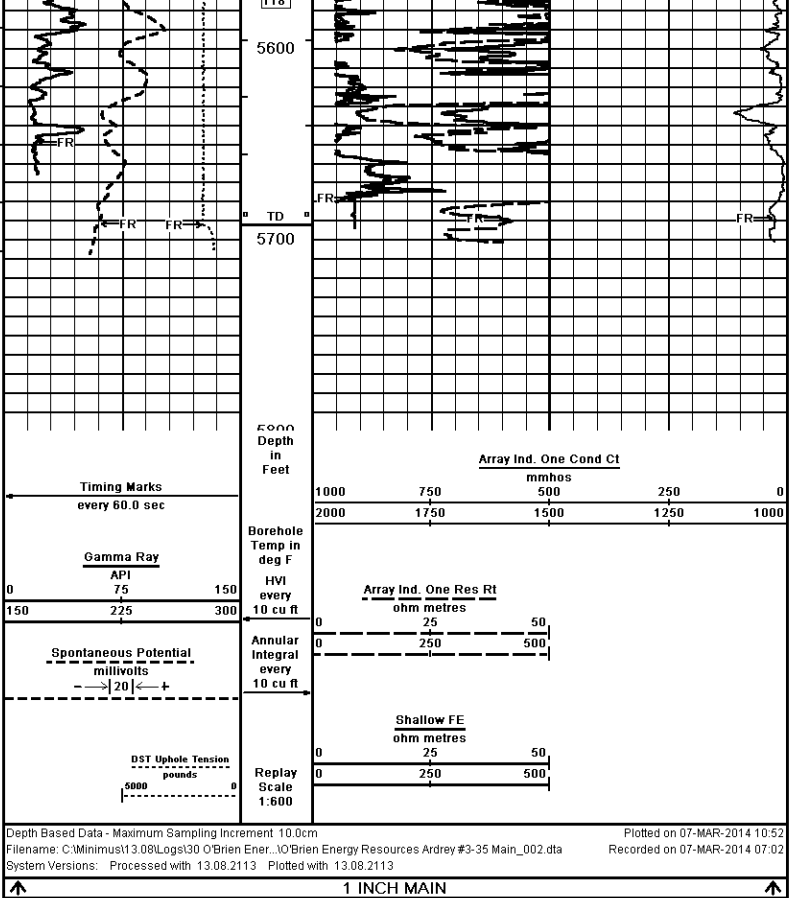 118
5600
FR
FR
TD
FR
FR
FR
FR
5700
5800
Depth
in
Feet
Array Ind. One Cond Ct
mmhos
1000 750 500 250 0
2000 1750 1500 1250 1000
Timing Marks
every 60.0 sec
Borehole
Temp in
deg F
Gamma Ray
API
0 75 150
150 225 300
HVI
every
10 cu ft
Array Ind. One Res Rt
ohm metres
0 25 50
0 250 500
Annular
Integral
every
10 cu ft
Spontaneous Potential
millivolts
- →|20|← +
Shallow FE
ohm metres
0 25 50
0 250 500
DST Uphole Tension
pounds
5000 0
Replay
Scale
1:600
Depth Based Data - Maximum Sampling Increment 10.0cm Plotted on 07-MAR-2014 10:52
Filename: C:\Minimus\13.08\Logs\30 O'Brien Ener...\O'Brien Energy Resources Ardrey #3-35 Main_002.dta Recorded on 07-MAR-2014 07:02
System Versions: Processed with 13.08.2113 Plotted with 13.08.2113
1 INCH MAIN